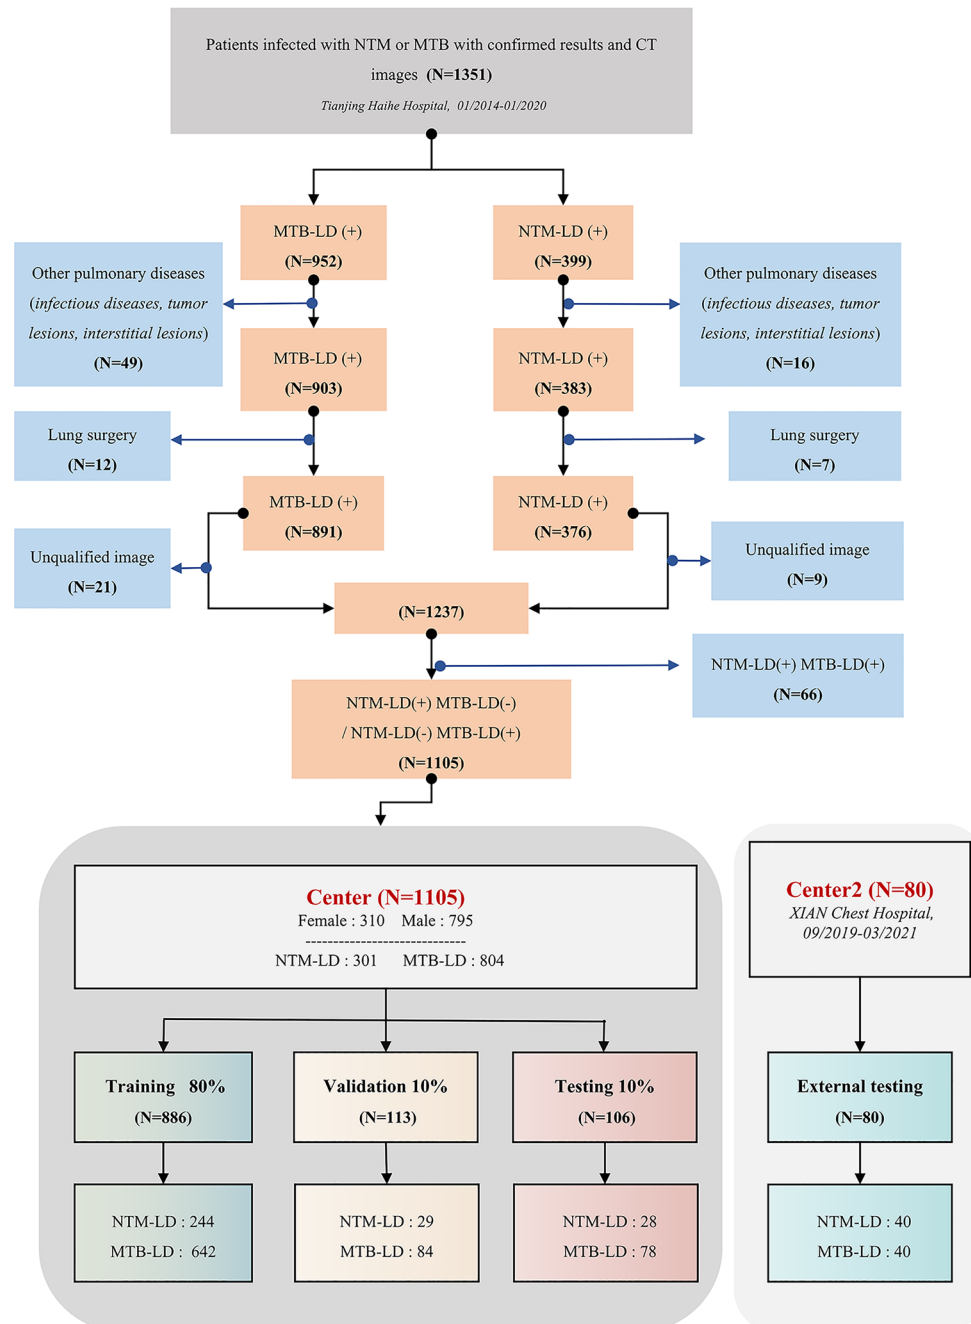 Patients infected with NTM or MTB with confirmed results and CT
images (N=1351)
Tianjing Haihe Hospital, 01/2014-01/2020
MTB-LD (+)
(N=952)
NTM-LD (+)
(N=399)
Other pulmonary diseases
(infectious diseases, tumor
lesions, interstitial lesions)
(N=49)
Other pulmonary diseases
(infectious diseases, tumor
lesions, interstitial lesions)
(N=16)
MTB-LD (+)
(N=903)
NTM-LD (+)
(N=383)
Lung surgery
(N=12)
Lung surgery
(N=7)
MTB-LD (+)
(N=891)
NTM-LD (+)
(N=376)
Unqualified image
(N=21)
Unqualified image
(N=9)
(N=1237)
NTM-LD(+) MTB-LD(+)
(N=66)
NTM-LD(+) MTB-LD(-)
/ NTM-LD(-) MTB-LD(+)
(N=1105)
Center (N=1105)
Female : 310 Male : 795
-----------------------------
NTM-LD : 301 MTB-LD : 804
Center2 (N=80)
XIAN Chest Hospital,
09/2019-03/2021
Training 80%
(N=886)
Validation 10%
(N=113)
Testing 10%
(N=106)
External testing
(N=80)
NTM-LD : 244
MTB-LD : 642
NTM-LD : 29
MTB-LD : 84
NTM-LD : 28
MTB-LD : 78
NTM-LD : 40
MTB-LD : 40